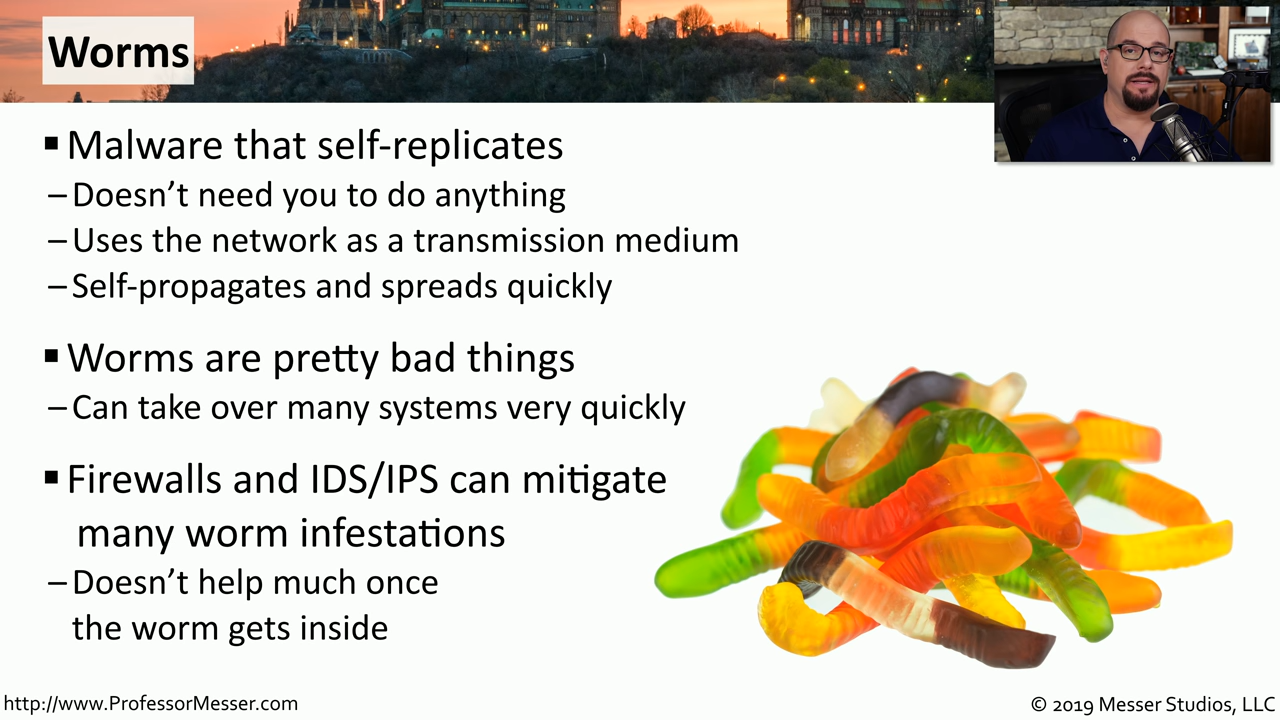 Worms
▪ Malware that self-replicates
– Doesn’t need you to do anything
– Uses the network as a transmission medium
– Self-propagates and spreads quickly
▪ Worms are pretty bad things
– Can take over many systems very quickly
▪ Firewalls and IDS/IPS can mitigate
many worm infestations
– Doesn’t help much once
the worm gets inside
http://www.ProfessorMesser.com
© 2019 Messer Studios, LLC